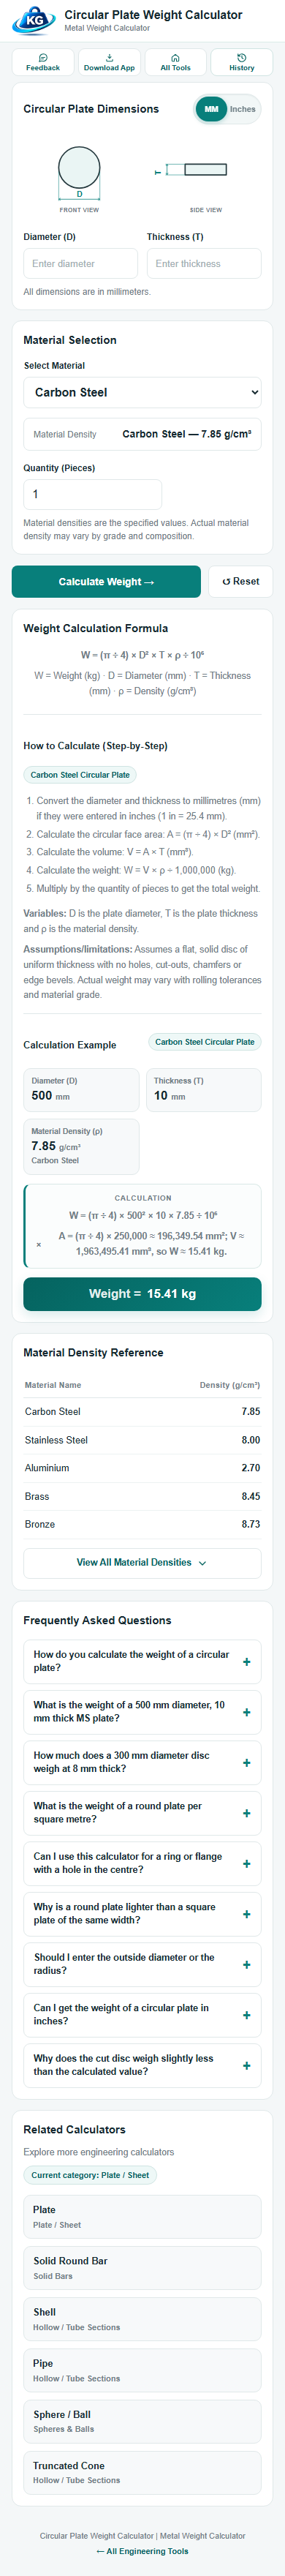 KG
Circular Plate Weight Calculator
Metal Weight Calculator
Feedback
Download App
All Tools
History
Circular Plate Dimensions
MM Inches
D
FRONT VIEW
T
SIDE VIEW
Diameter (D)
Thickness (T)
Enter diameter
Enter thickness
All dimensions are in millimeters.
Material Selection
Select Material
Carbon Steel
Material Density Carbon Steel — 7.85 g/cm³
Quantity (Pieces)
1
Material densities are the specified values. Actual material
density may vary by grade and composition.
Calculate Weight →
↺ Reset
Weight Calculation Formula
W = (π ÷ 4) × D² × T × ρ ÷ 10⁶
W = Weight (kg) · D = Diameter (mm) · T = Thickness
(mm) · ρ = Density (g/cm³)
How to Calculate (Step-by-Step)
Carbon Steel Circular Plate
1. Convert the diameter and thickness to millimetres (mm)
if they were entered in inches (1 in = 25.4 mm).
2. Calculate the circular face area: A = (π ÷ 4) × D² (mm²).
3. Calculate the volume: V = A × T (mm³).
4. Calculate the weight: W = V × ρ ÷ 1,000,000 (kg).
5. Multiply by the quantity of pieces to get the total weight.
Variables: D is the plate diameter, T is the plate thickness
and ρ is the material density.
Assumptions/limitations: Assumes a flat, solid disc of
uniform thickness with no holes, cut-outs, chamfers or
edge bevels. Actual weight may vary with rolling tolerances
and material grade.
Calculation Example
Carbon Steel Circular Plate
Diameter (D)
500 mm
Thickness (T)
10 mm
Material Density (ρ)
7.85 g/cm³
Carbon Steel
CALCULATION
W = (π ÷ 4) × 500² × 10 × 7.85 ÷ 10⁶
× A = (π ÷ 4) × 250,000 ≈ 196,349.54 mm²; V ≈
1,963,495.41 mm³, so W ≈ 15.41 kg.
Weight = 15.41 kg
Material Density Reference
Material Name Density (g/cm³)
Carbon Steel 7.85
Stainless Steel 8.00
Aluminium 2.70
Brass 8.45
Bronze 8.73
View All Material Densities
Frequently Asked Questions
How do you calculate the weight of a circular
plate?
+
What is the weight of a 500 mm diameter, 10
mm thick MS plate?
+
How much does a 300 mm diameter disc
weigh at 8 mm thick?
+
What is the weight of a round plate per
square metre?
+
Can I use this calculator for a ring or flange
with a hole in the centre?
+
Why is a round plate lighter than a square
plate of the same width?
+
Should I enter the outside diameter or the
radius?
+
Can I get the weight of a circular plate in
inches?
+
Why does the cut disc weigh slightly less
than the calculated value?
+
Related Calculators
Explore more engineering calculators
Current category: Plate / Sheet
Plate
Plate / Sheet
Solid Round Bar
Solid Bars
Shell
Hollow / Tube Sections
Pipe
Hollow / Tube Sections
Sphere / Ball
Spheres & Balls
Truncated Cone
Hollow / Tube Sections
Circular Plate Weight Calculator | Metal Weight Calculator
← All Engineering Tools